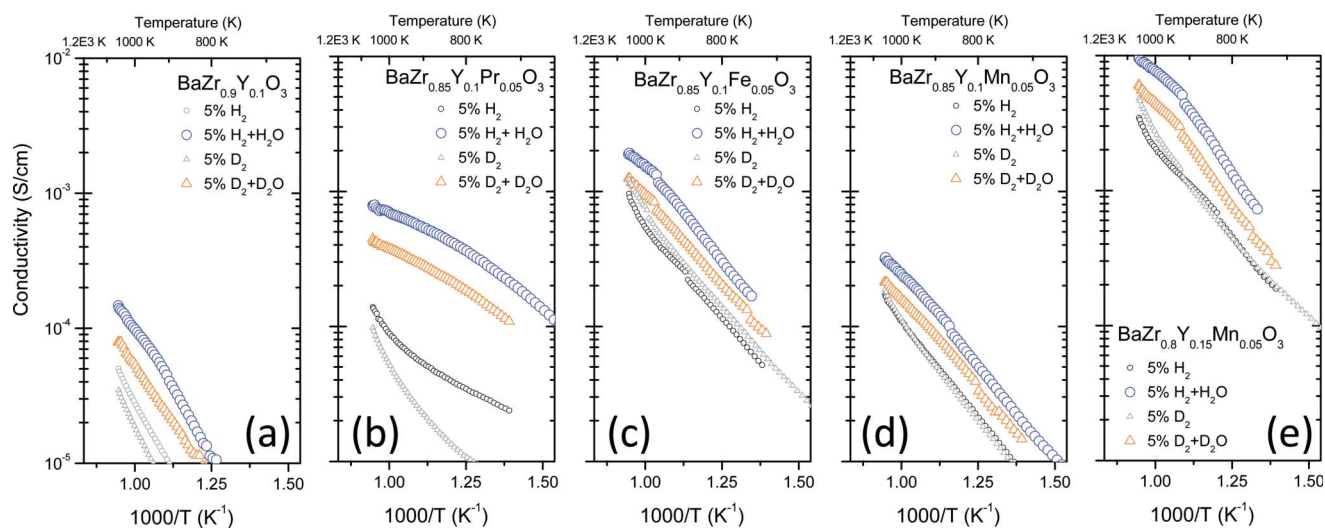 Temperature (K)
1.2E3 K 1000 K 800 K
10⁻²
10⁻³
10⁻⁴
10⁻⁵
Conductivity (S/cm)
BaZr₀.₉Y₀.₁O₃
5% H₂
5% H₂+H₂O
5% D₂
5% D₂+D₂O
(a)
1.00 1.25 1.50
1000/T (K⁻¹)
Temperature (K)
1.2E3 K 1000 K 800 K
BaZr₀.₈₅Y₀.₁Pr₀.₀₅O₃
5% H₂
5% H₂+ H₂O
5% D₂
5% D₂+ D₂O
(b)
1.00 1.25 1.50
1000/T (K⁻¹)
Temperature (K)
1.2E3 K 1000 K 800 K
BaZr₀.₈₅Y₀.₁Fe₀.₀₅O₃
5% H₂
5% H₂+H₂O
5% D₂
5% D₂+D₂O
(c)
1.00 1.25 1.50
1000/T (K⁻¹)
Temperature (K)
1.2E3 K 1000 K 800 K
BaZr₀.₈₅Y₀.₁Mn₀.₀₅O₃
5% H₂
5% H₂+H₂O
5% D₂
5% D₂+D₂O
(d)
1.00 1.25 1.50
1000/T (K⁻¹)
Temperature (K)
1.2E3 K 1000 K 800 K
BaZr₀.₈Y₀.₁₅Mn₀.₀₅O₃
5% H₂
5% H₂+H₂O
5% D₂
5% D₂+D₂O
(e)
1.00 1.25 1.50
1000/T (K⁻¹)